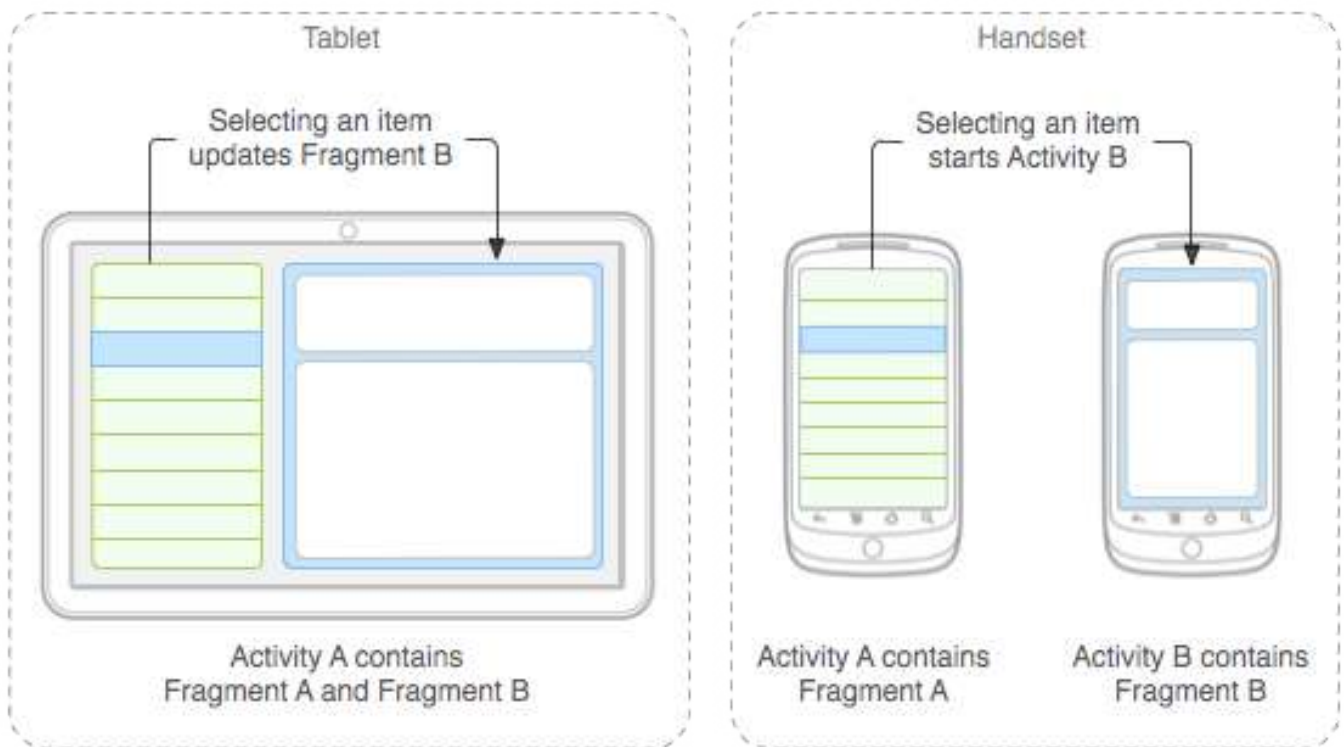 Tablet
Selecting an item
updates Fragment B
Activity A contains
Fragment A and Fragment B
Handset
Selecting an item
starts Activity B
Activity A contains
Fragment A
Activity B contains
Fragment B